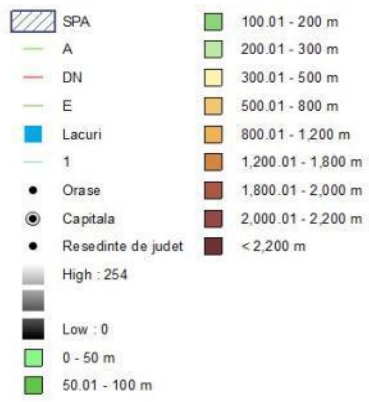 SPA
A
DN
E
Lacuri
1
Orase
Capitala
Resedinte de judet
High : 254
Low : 0
0 - 50 m
50.01 - 100 m
100.01 - 200 m
200.01 - 300 m
300.01 - 500 m
500.01 - 800 m
800.01 - 1,200 m
1,200.01 - 1,800 m
1,800.01 - 2,000 m
2,000.01 - 2,200 m
< 2,200 m